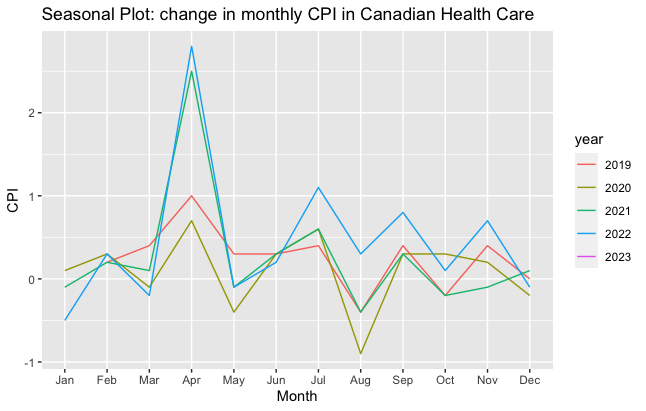 Seasonal Plot: change in monthly CPI in Canadian Health Care
2
1
0
-1
CPI
Jan Feb Mar Apr May Jun Jul Aug Sep Oct Nov Dec
Month
year
2019
2020
2021
2022
2023